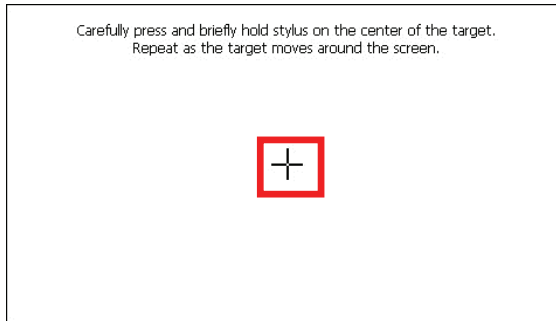 Carefully press and briefly hold stylus on the center of the target.
Repeat as the target moves around the screen.